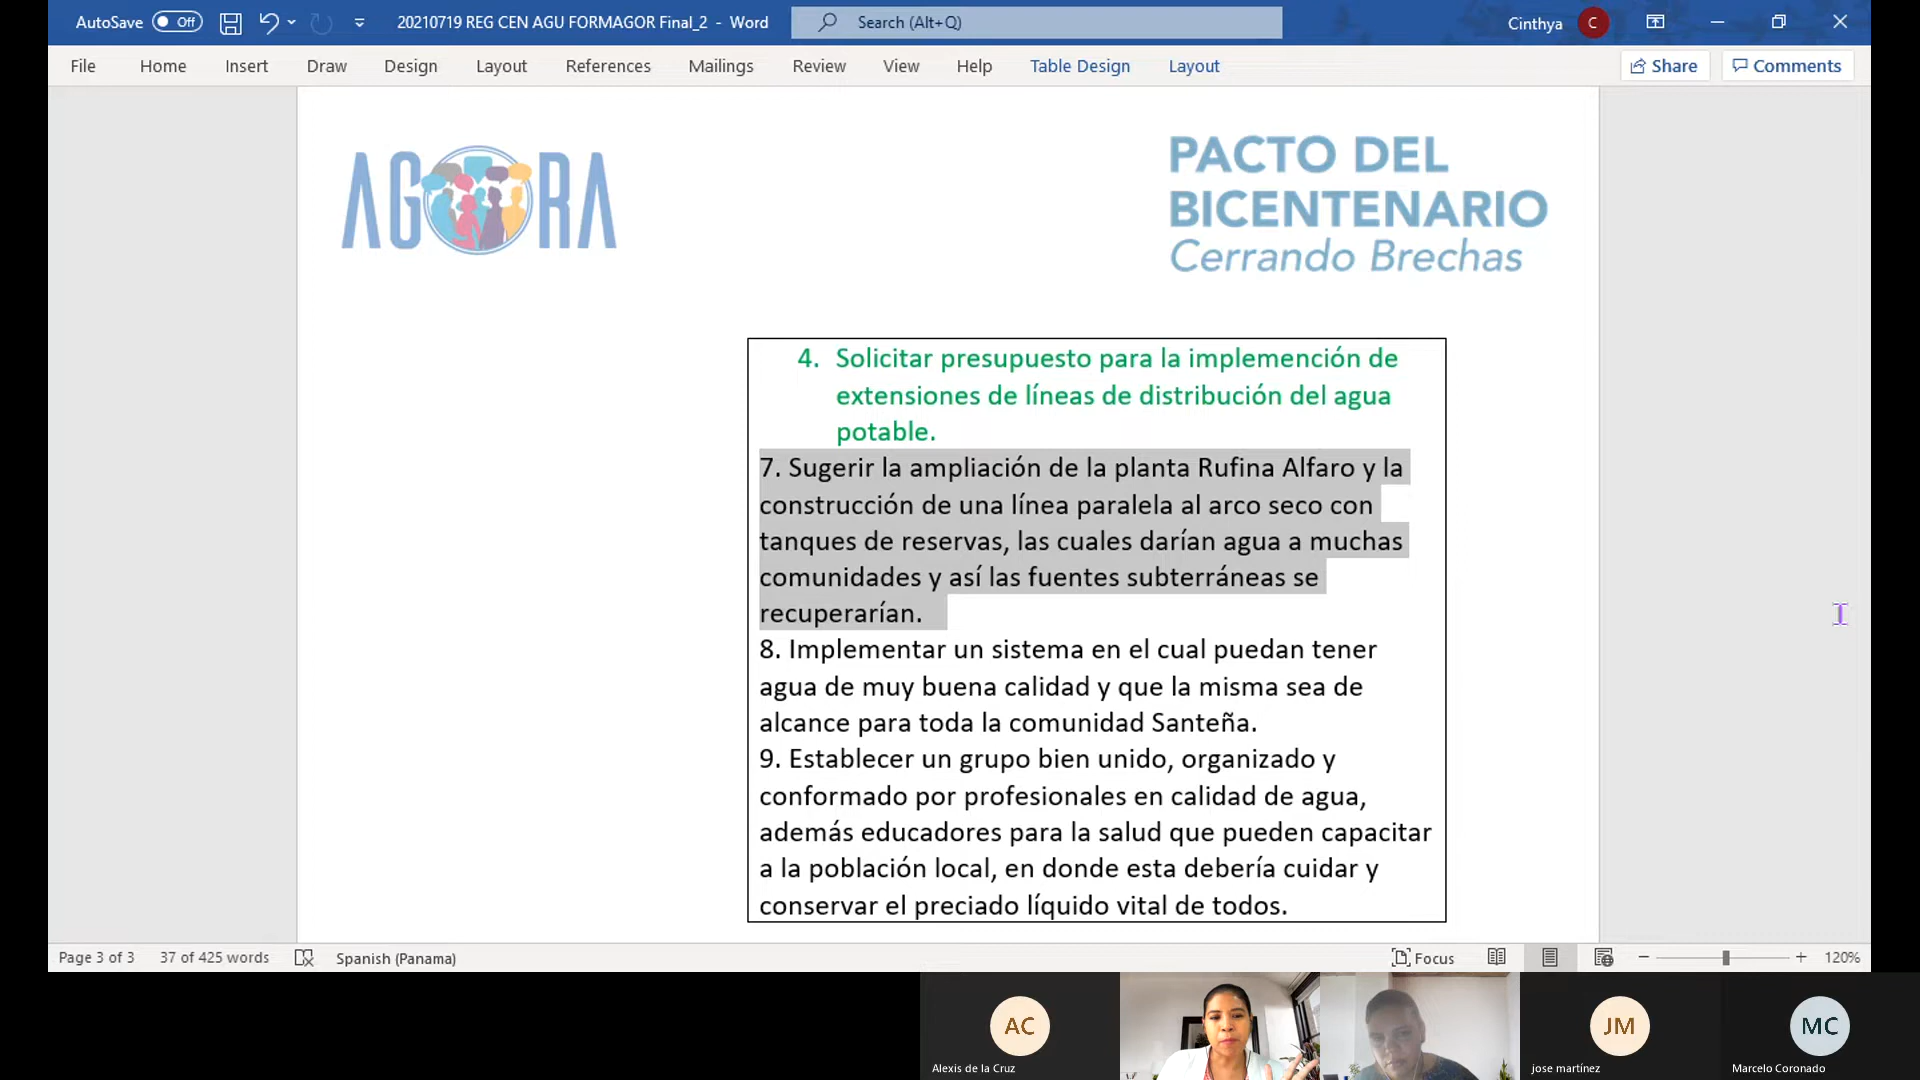 AutoSave Off 20210719 REG CEN AGU FORMAGOR Final_2 - Word Search (Alt+Q) Cinthya C
File Home Insert Draw Design Layout References Mailings Review View Help Table Design Layout Share Comments
AGORA
PACTO DEL
BICENTENARIO
Cerrando Brechas
4. Solicitar presupuesto para la implemención de
extensiones de líneas de distribución del agua
potable.
7. Sugerir la ampliación de la planta Rufina Alfaro y la
construcción de una línea paralela al arco seco con
tanques de reservas, las cuales darían agua a muchas
comunidades y así las fuentes subterráneas se
recuperarían.
8. Implementar un sistema en el cual puedan tener
agua de muy buena calidad y que la misma sea de
alcance para toda la comunidad Santeña.
9. Establecer un grupo bien unido, organizado y
conformado por profesionales en calidad de agua,
además educadores para la salud que pueden capacitar
a la población local, en donde esta debería cuidar y
conservar el preciado líquido vital de todos.
Page 3 of 3 37 of 425 words Spanish (Panama) Focus 120%
AC JM MC
Alexis de la Cruz jose martínez Marcelo Coronado